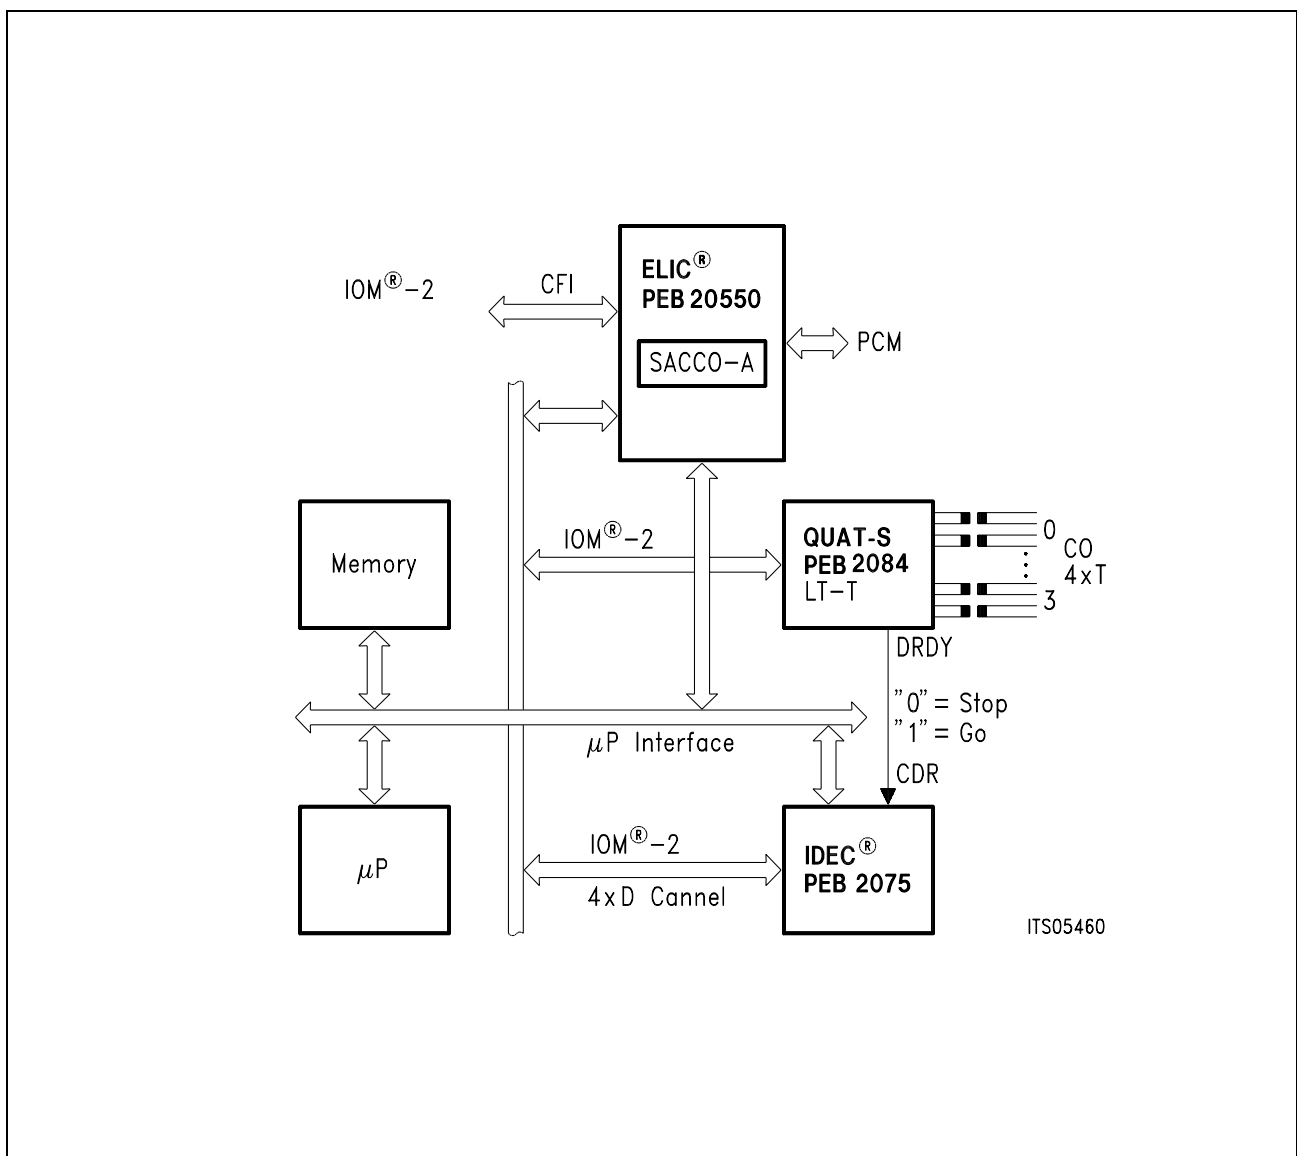 IOM®-2
CFI
ELIC®
PEB 20550
SACCO-A
PCM
Memory
IOM®-2
QUAT-S
PEB 2084
LT-T
0
CO
4xT
3
DRDY
"0" = Stop
"1" = Go
CDR
µP Interface
µP
IOM®-2
4xD Cannel
IDEC®
PEB 2075
ITS05460